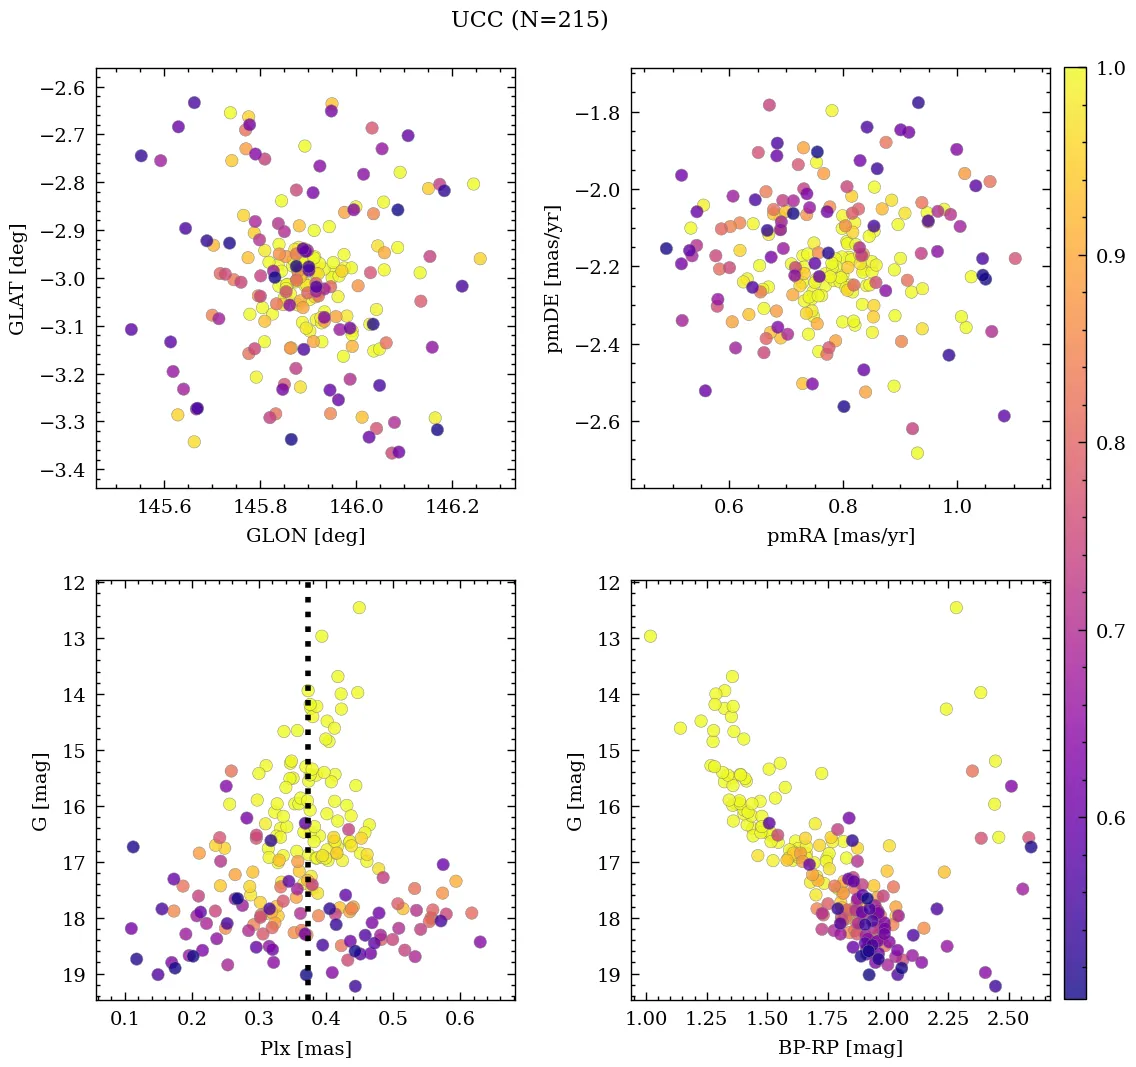 UCC (N=215)
−2.6
−2.7
−2.8
−2.9
−3.0
−3.1
−3.2
−3.3
−3.4
GLAT [deg]
145.6 145.8 146.0 146.2
GLON [deg]
−1.8
−2.0
−2.2
−2.4
−2.6
pmDE [mas/yr]
0.6 0.8 1.0
pmRA [mas/yr]
12
13
14
15
16
17
18
19
G [mag]
0.1 0.2 0.3 0.4 0.5 0.6
Plx [mas]
12
13
14
15
16
17
18
19
G [mag]
1.00 1.25 1.50 1.75 2.00 2.25 2.50
BP-RP [mag]
1.0
0.9
0.8
0.7
0.6